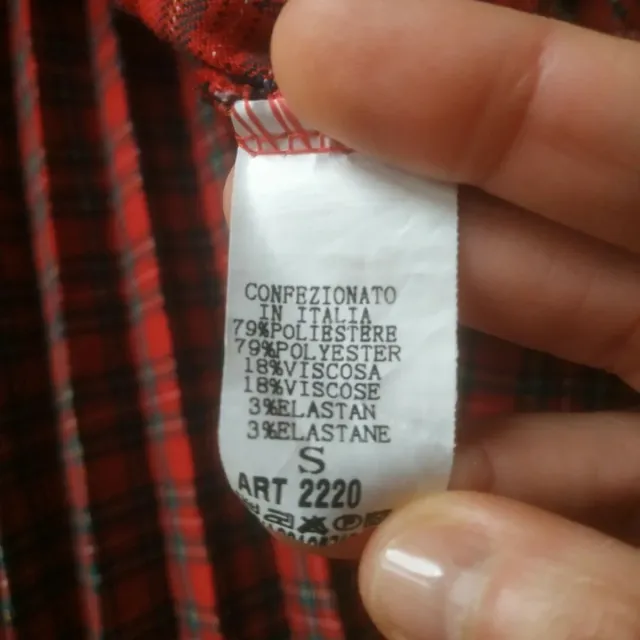 CONFEZIONATO
IN ITALIA
79%POLIESTERE
79%POLYESTER
18%VISCOSA
18%VISCOSE
3%ELASTAN
3%ELASTANE
S
ART 2220